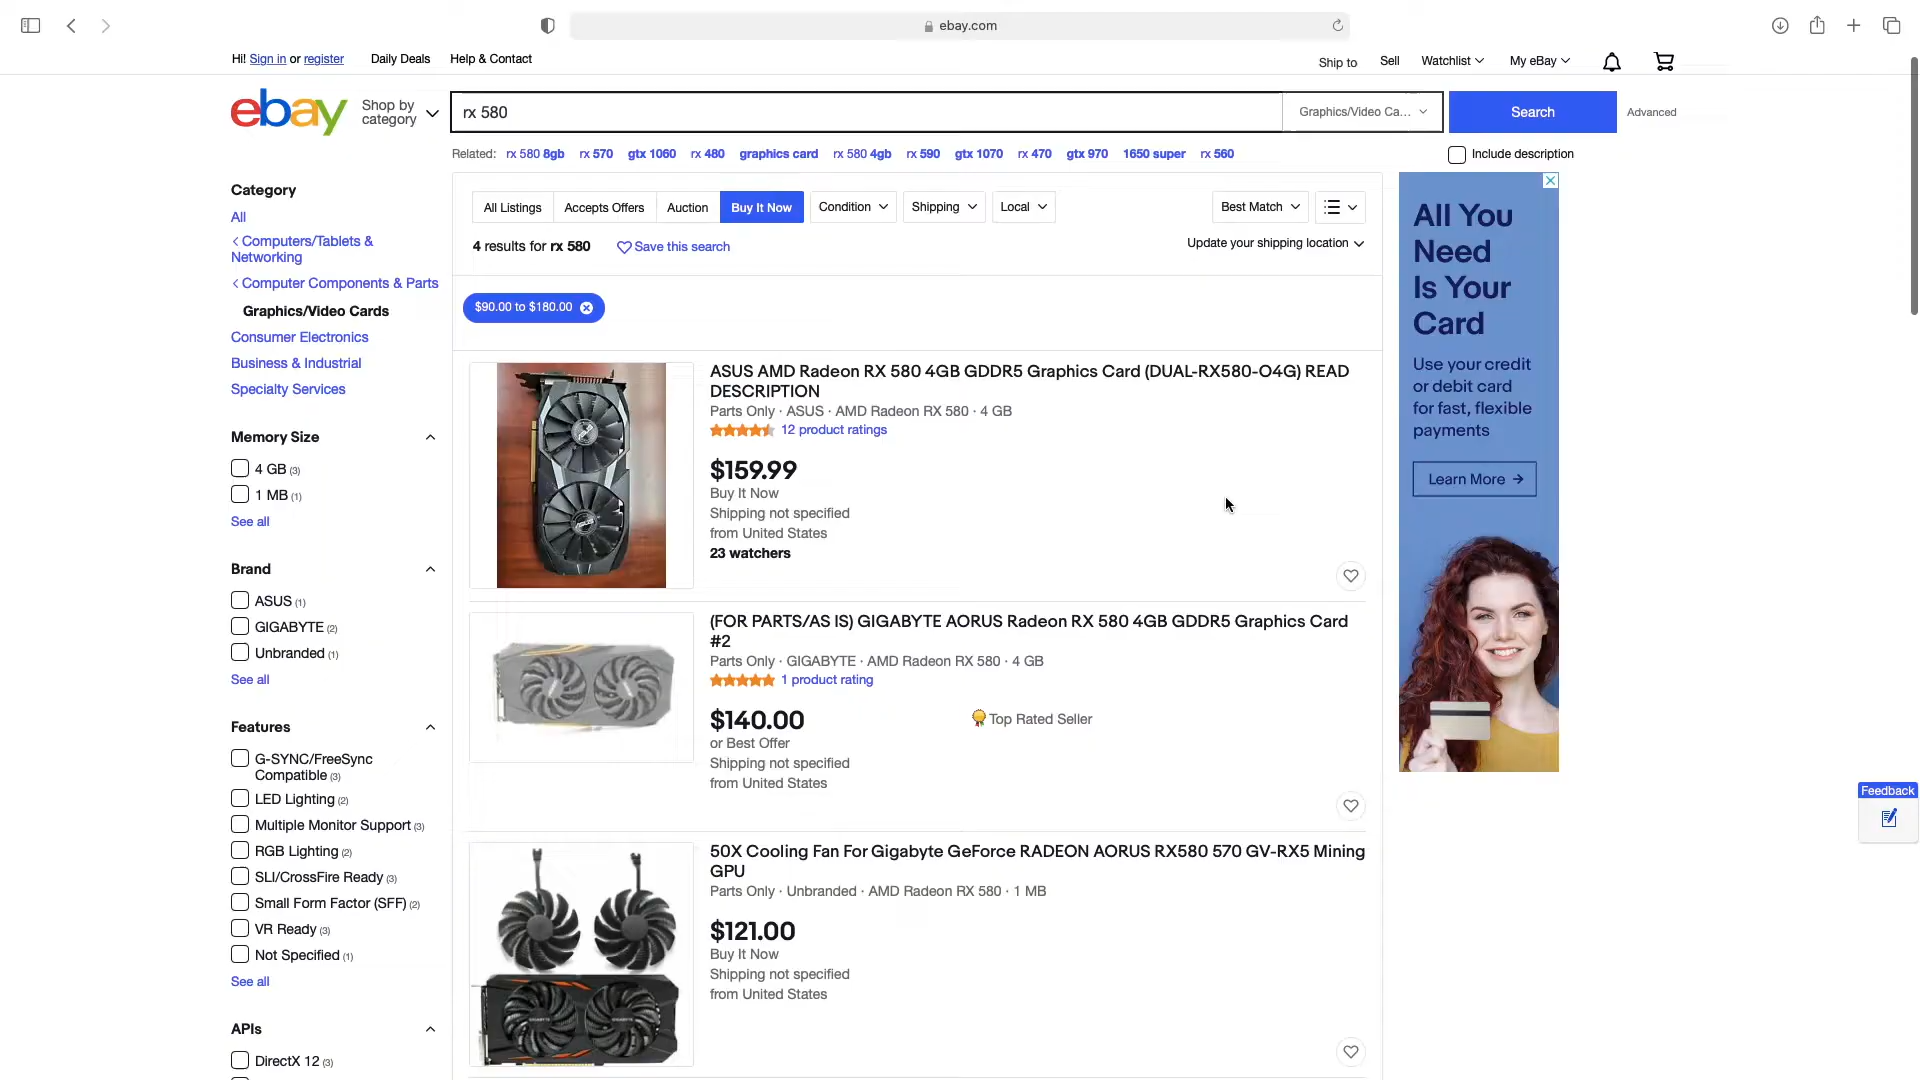 ebay.com
Hi! Sign in or register
Daily Deals
Help & Contact
Ship to
Sell
Watchlist
My eBay
ebay
Shop by
category
rx 580
Graphics/Video Ca...
Search
Advanced
Related: rx 580 8gb rx 570 gtx 1060 rx 480 graphics card rx 580 4gb rx 590 gtx 1070 rx 470 gtx 970 1650 super rx 560
Include description
Category
All
Computers/Tablets &
Networking
Computer Components & Parts
Graphics/Video Cards
Consumer Electronics
Business & Industrial
Specialty Services
Memory Size
4 GB (3)
1 MB (1)
See all
Brand
ASUS (1)
GIGABYTE (2)
Unbranded (1)
See all
Features
G-SYNC/FreeSync
Compatible (3)
LED Lighting (2)
Multiple Monitor Support (3)
RGB Lighting (2)
SLI/CrossFire Ready (3)
Small Form Factor (SFF) (2)
VR Ready (3)
Not Specified (1)
See all
APIs
DirectX 12 (3)
All Listings
Accepts Offers
Auction
Buy It Now
Condition
Shipping
Local
Best Match
4 results for rx 580
Save this search
Update your shipping location
$90.00 to $180.00
ASUS AMD Radeon RX 580 4GB GDDR5 Graphics Card (DUAL-RX580-O4G) READ
DESCRIPTION
Parts Only · ASUS · AMD Radeon RX 580 · 4 GB
12 product ratings
$159.99
Buy It Now
Shipping not specified
from United States
23 watchers
(FOR PARTS/AS IS) GIGABYTE AORUS Radeon RX 580 4GB GDDR5 Graphics Card
#2
Parts Only · GIGABYTE · AMD Radeon RX 580 · 4 GB
1 product rating
$140.00
Top Rated Seller
or Best Offer
Shipping not specified
from United States
50X Cooling Fan For Gigabyte GeForce RADEON AORUS RX580 570 GV-RX5 Mining
GPU
Parts Only · Unbranded · AMD Radeon RX 580 · 1 MB
$121.00
Buy It Now
Shipping not specified
from United States
All You
Need
Is Your
Card
Use your credit
or debit card
for fast, flexible
payments
Learn More
Feedback